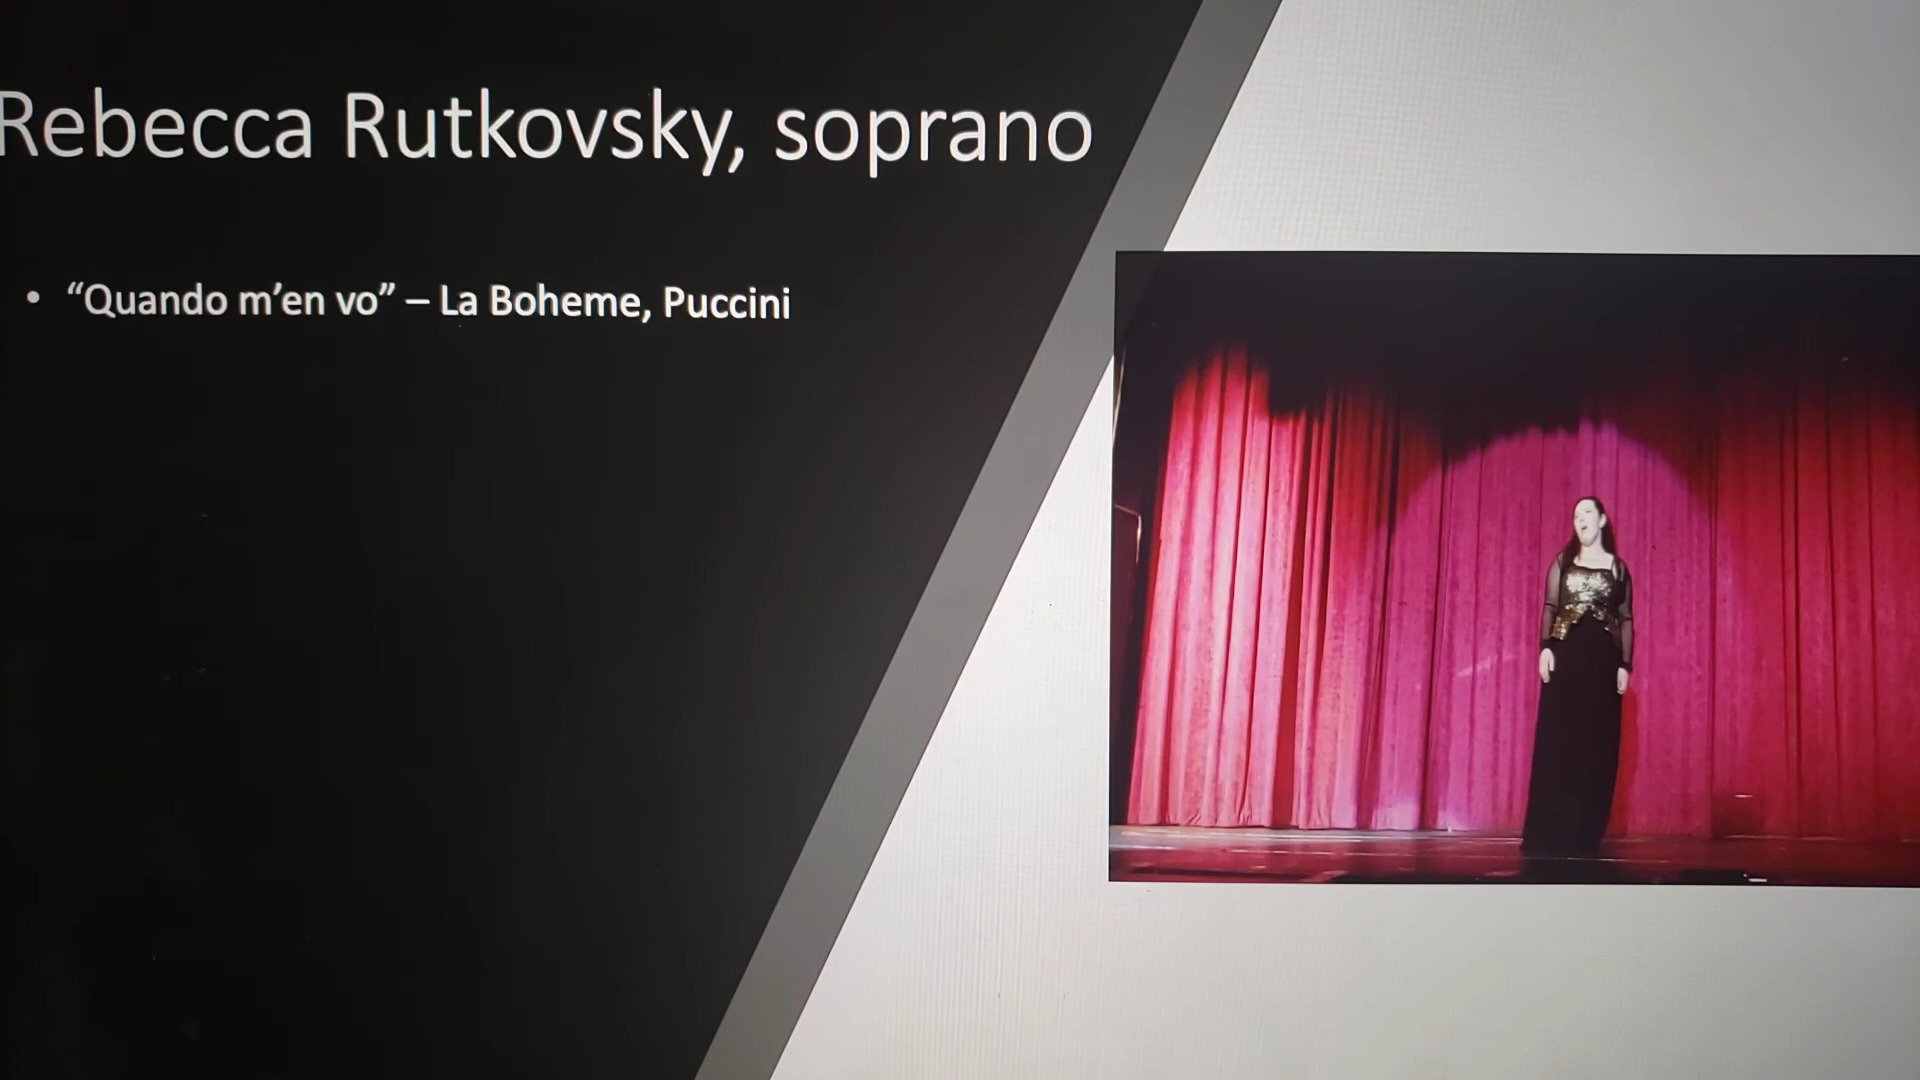 Rebecca Rutkovsky, soprano
• “Quando m’en vo” – La Boheme, Puccini